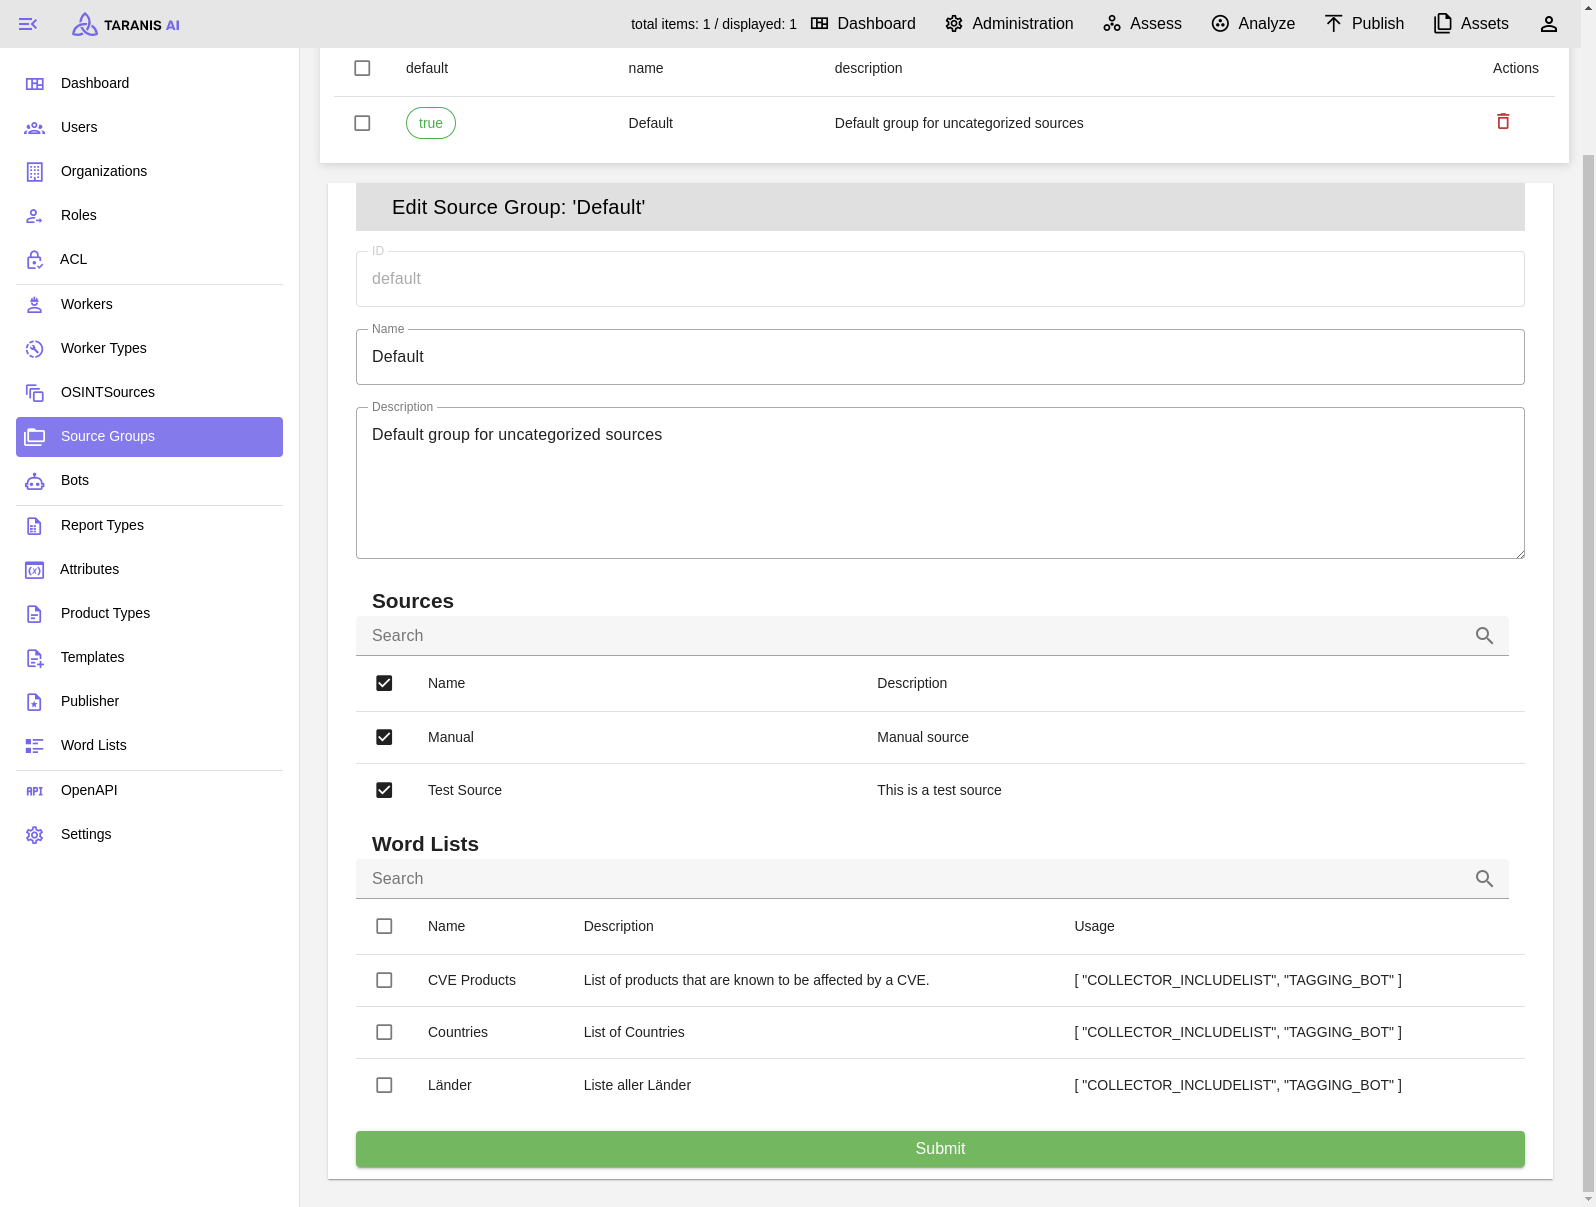 TARANIS AI
total items: 1 / displayed: 1
Dashboard
Administration
Assess
Analyze
Publish
Assets
Dashboard
Users
Organizations
Roles
ACL
Workers
Worker Types
OSINTSources
Source Groups
Bots
Report Types
Attributes
Product Types
Templates
Publisher
Word Lists
API OpenAPI
Settings
default name description Actions
true Default Default group for uncategorized sources
Edit Source Group: 'Default'
ID
default
Name
Default
Description
Default group for uncategorized sources
Sources
Search
Name Description
Manual Manual source
Test Source This is a test source
Word Lists
Search
Name Description Usage
CVE Products List of products that are known to be affected by a CVE. [ "COLLECTOR_INCLUDELIST", "TAGGING_BOT" ]
Countries List of Countries [ "COLLECTOR_INCLUDELIST", "TAGGING_BOT" ]
Länder Liste aller Länder [ "COLLECTOR_INCLUDELIST", "TAGGING_BOT" ]
Submit